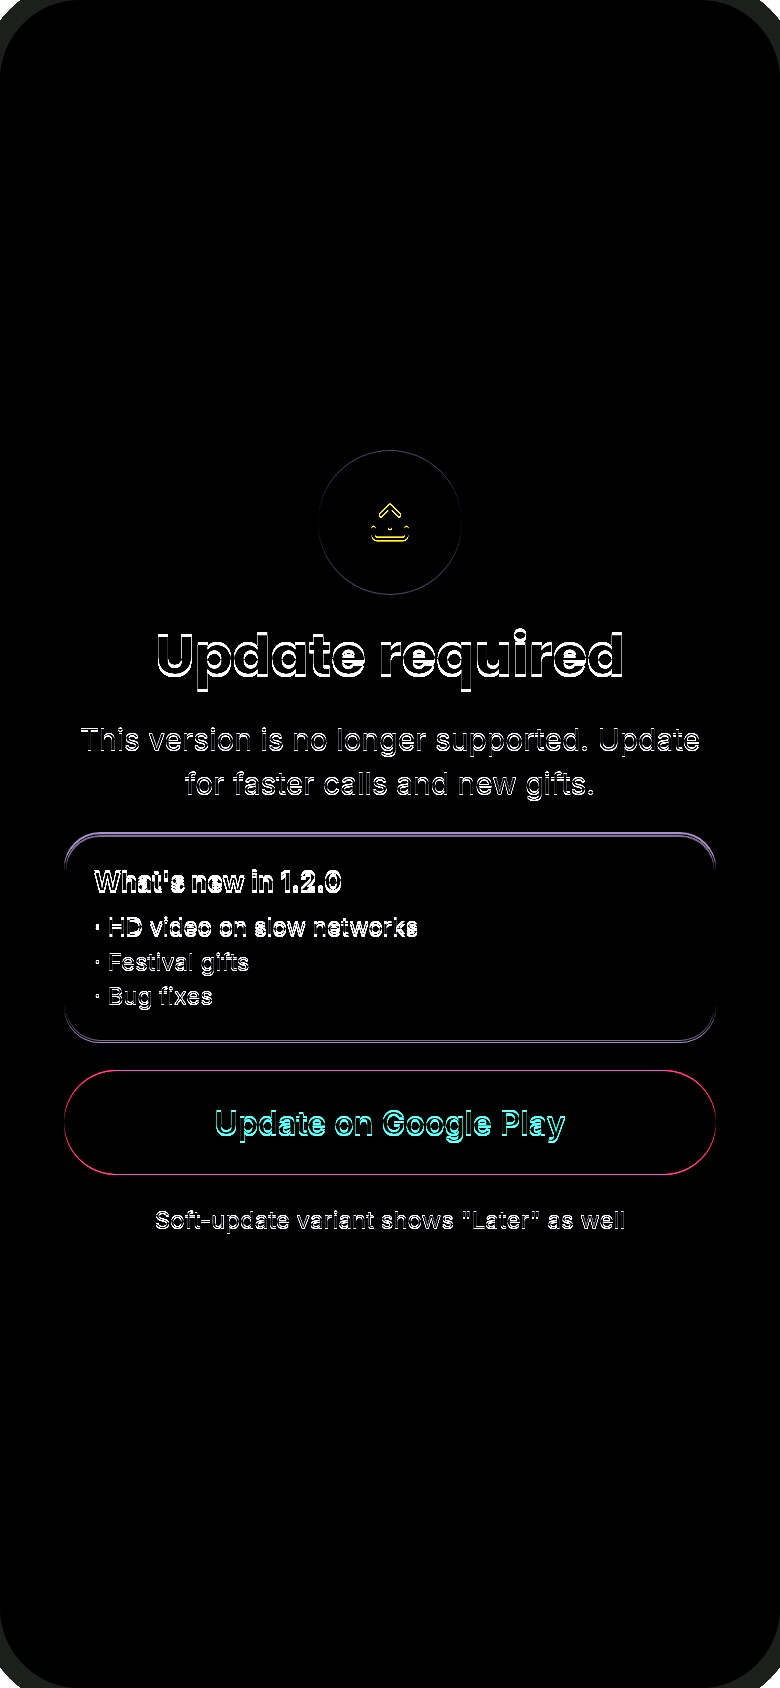 Update required
This version is no longer supported. Update
for faster calls and new gifts.
What's new in 1.2.0
· HD video on slow networks
· Festival gifts
· Bug fixes
Update on Google Play
Soft-update variant shows "Later" as well